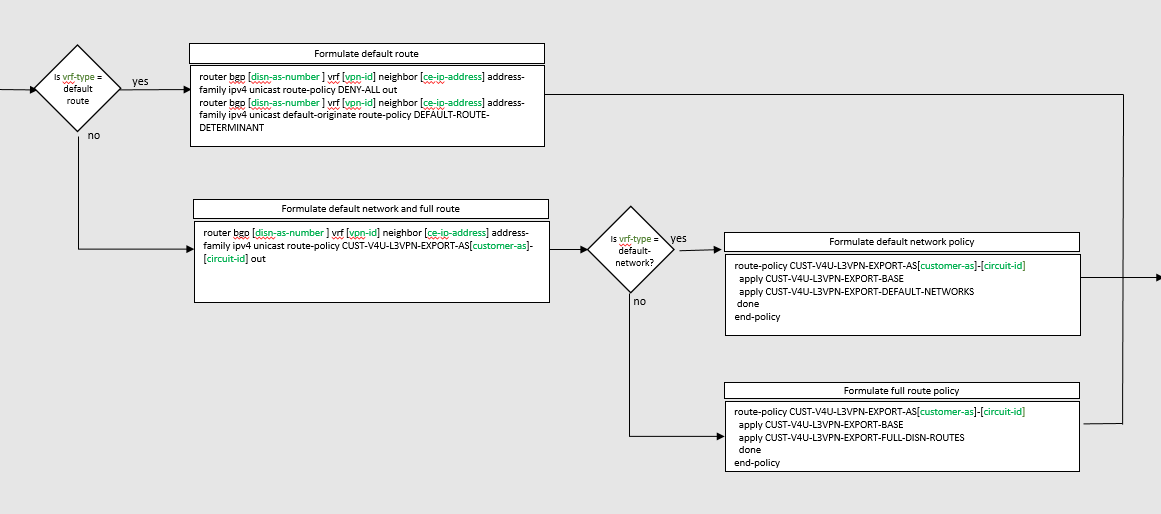 Is vrf-type =
default
route
yes
no
Formulate default route
router bgp [disn-as-number ] vrf [vpn-id] neighbor [ce-ip-address] address-
family ipv4 unicast route-policy DENY-ALL out
router bgp [disn-as-number ] vrf [vpn-id] neighbor [ce-ip-address] address-
family ipv4 unicast default-originate route-policy DEFAULT-ROUTE-
DETERMINANT
Formulate default network and full route
router bgp [disn-as-number ] vrf [vpn-id] neighbor [ce-ip-address] address-
family ipv4 unicast route-policy CUST-V4U-L3VPN-EXPORT-AS[customer-as]-
[circuit-id] out
Is vrf-type =
default-
network?
yes
no
Formulate default network policy
route-policy CUST-V4U-L3VPN-EXPORT-AS[customer-as]-[circuit-id]
apply CUST-V4U-L3VPN-EXPORT-BASE
apply CUST-V4U-L3VPN-EXPORT-DEFAULT-NETWORKS
done
end-policy
Formulate full route policy
route-policy CUST-V4U-L3VPN-EXPORT-AS[customer-as]-[circuit-id]
apply CUST-V4U-L3VPN-EXPORT-BASE
apply CUST-V4U-L3VPN-EXPORT-FULL-DISN-ROUTES
done
end-policy